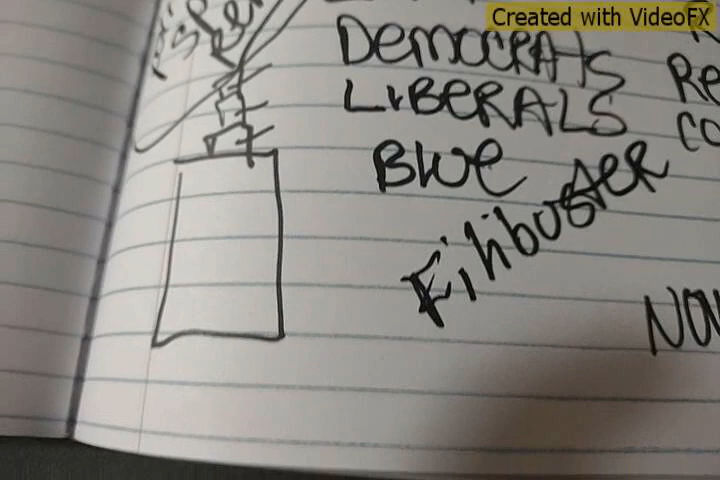 Created with VideoFX
DEMOCRATS
LIBERALS
BLUE
Filibuster
Re
CO
NOV